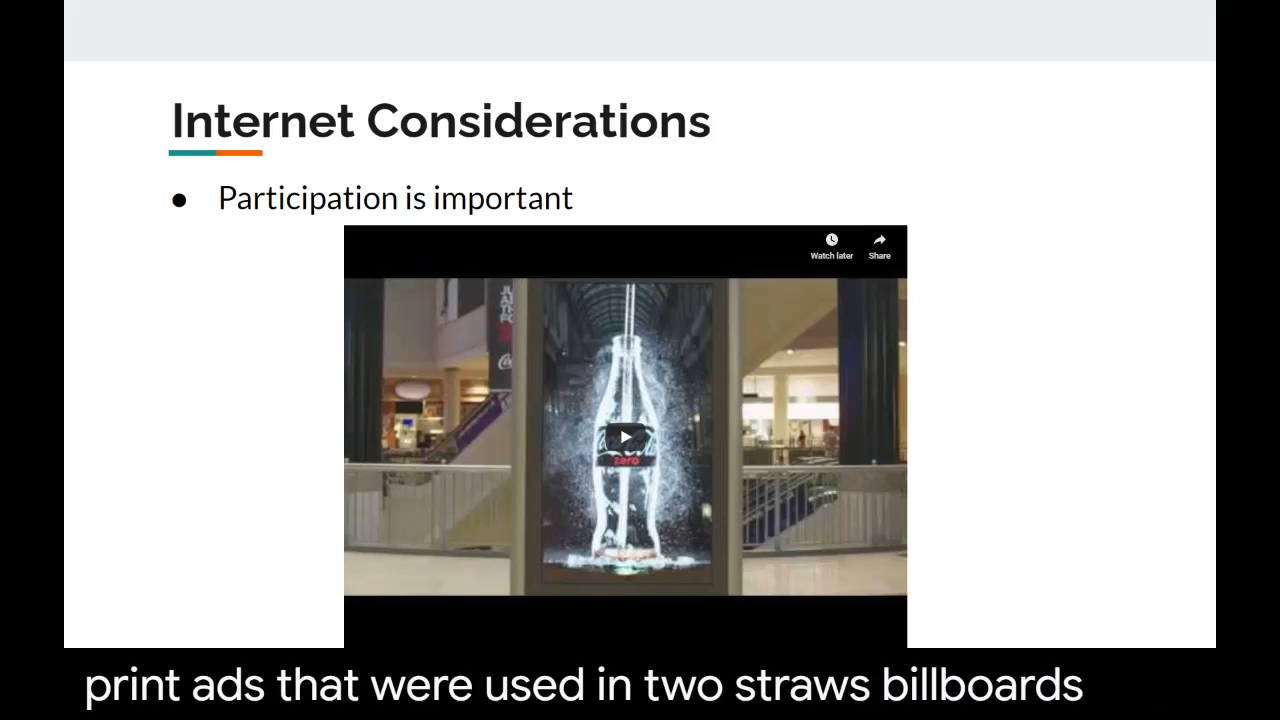 Internet Considerations
● Participation is important
Watch later
Share
zero
print ads that were used in two straws billboards